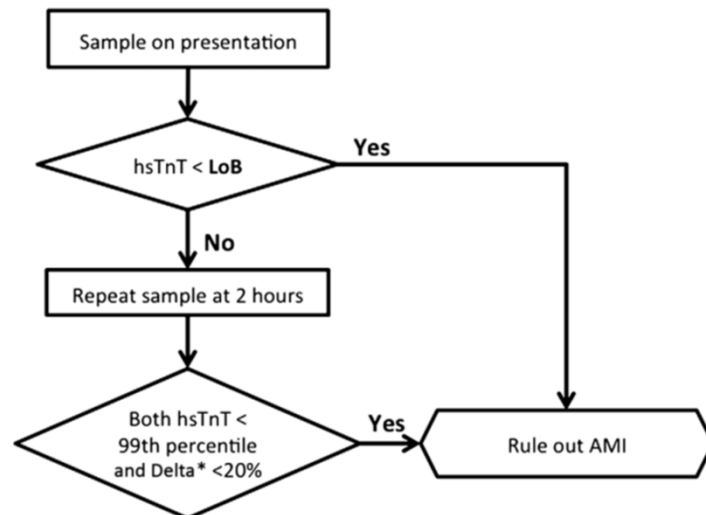 Sample on presentation
hsTnT < LoB
Yes
No
Repeat sample at 2 hours
Both hsTnT <
99th percentile
and Delta* <20%
Yes
Rule out AMI